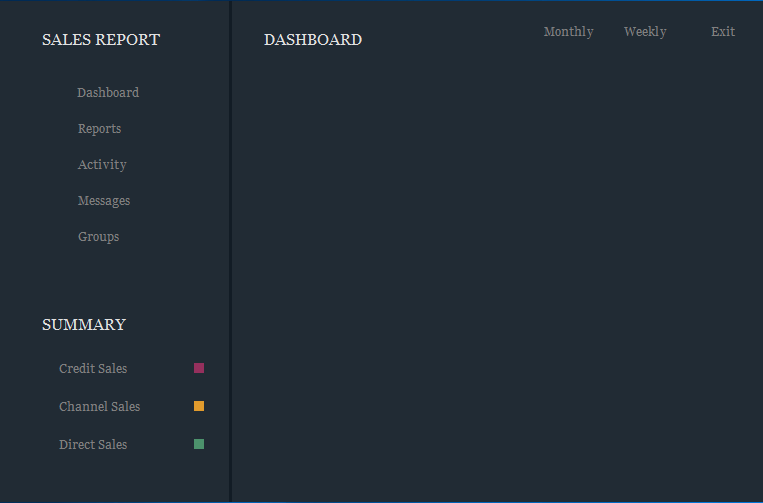 SALES REPORT
Dashboard
Reports
Activity
Messages
Groups
SUMMARY
Credit Sales
Channel Sales
Direct Sales
DASHBOARD
Monthly
Weekly
Exit